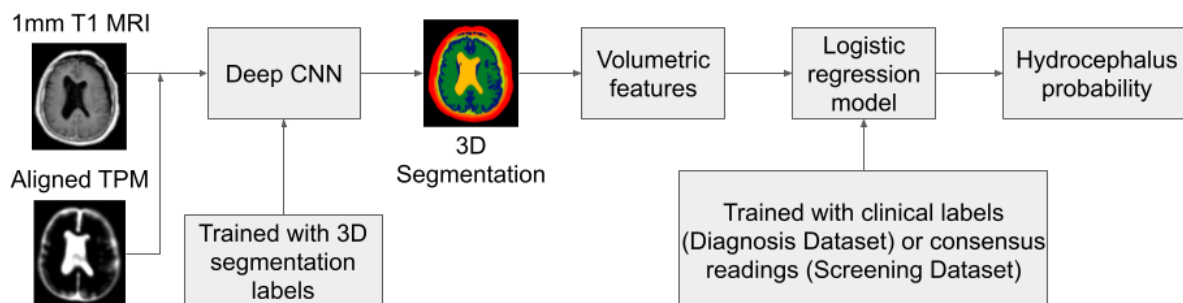 1mm T1 MRI
Aligned TPM
Deep CNN
Trained with 3D
segmentation
labels
3D
Segmentation
Volumetric
features
Logistic
regression
model
Trained with clinical labels
(Diagnosis Dataset) or consensus
readings (Screening Dataset)
Hydrocephalus
probability